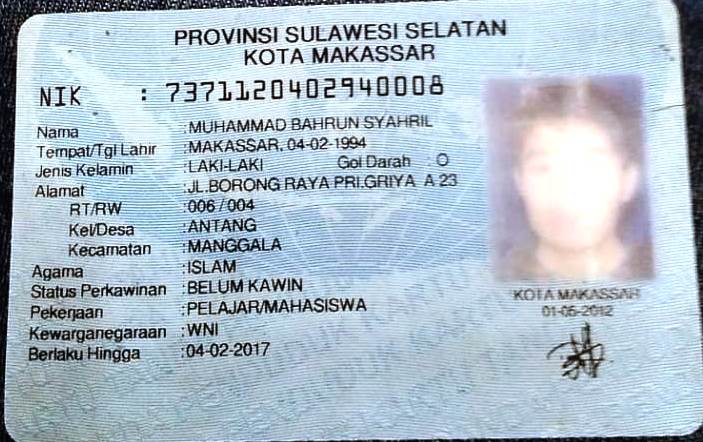 PROVINSI SULAWESI SELATAN
KOTA MAKASSAR
NIK : 7371120402940008
Nama :MUHAMMAD BAHRUN SYAHRIL
Tempat/Tgl Lahir :MAKASSAR, 04-02-1994
Jenis Kelamin :LAKI-LAKI Gol Darah : O
Alamat :JL.BORONG RAYA PRI.GRIYA A 23
RT/RW :006 / 004
Kel/Desa :ANTANG
Kecamatan :MANGGALA
Agama :ISLAM
Status Perkawinan :BELUM KAWIN
Pekerjaan :PELAJAR/MAHASISWA
Kewarganegaraan :WNI
Berlaku Hingga :04-02-2017
KOTA MAKASSAR
01-05-2012